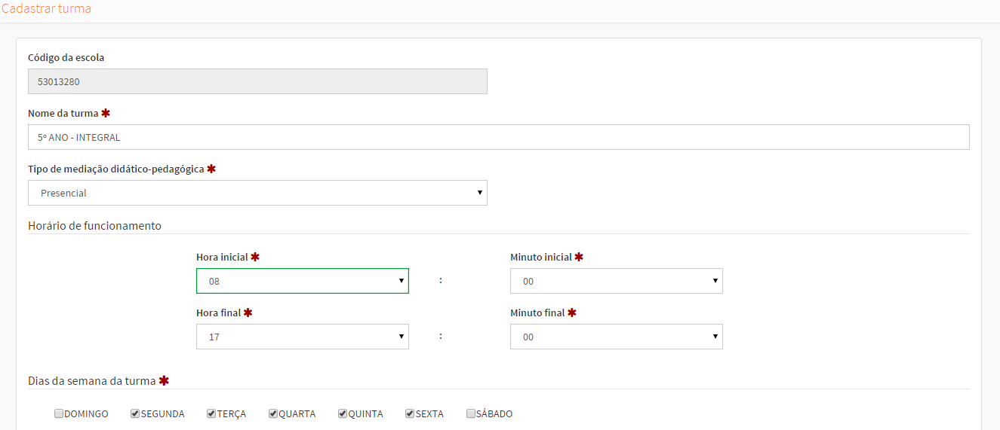 Cadastrar turma
Código da escola
53013280
Nome da turma ✱
5º ANO - INTEGRAL
Tipo de mediação didático-pedagógica ✱
Presencial
Horário de funcionamento
Hora inicial ✱ Minuto inicial ✱
08 : 00
Hora final ✱ Minuto final ✱
17 : 00
Dias da semana da turma ✱
DOMINGO SEGUNDA TERÇA QUARTA QUINTA SEXTA SÁBADO